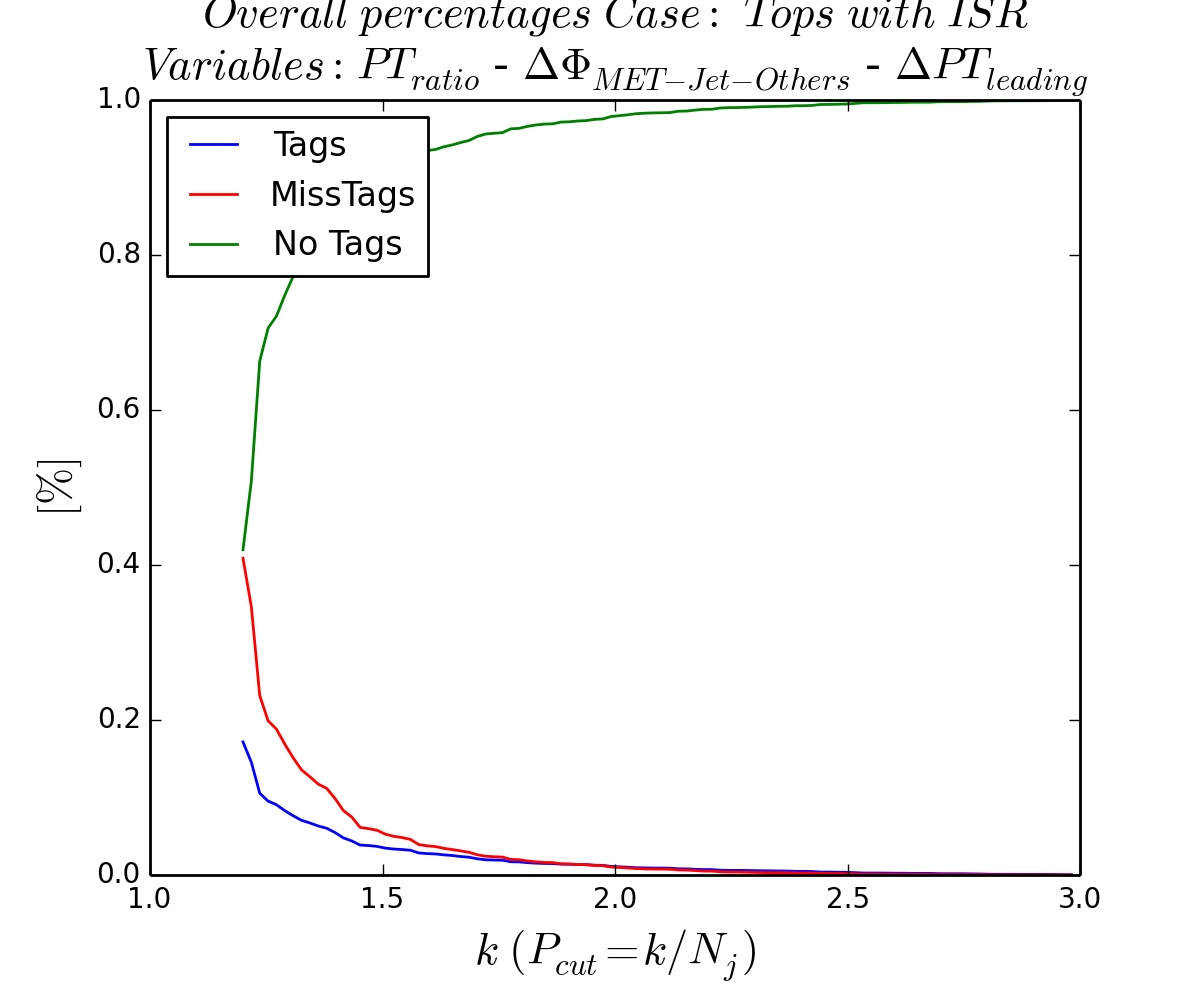 Overall percentages Case: Tops with ISR
Variables: PT_ratio - ΔΦ_MET−Jet−Others - ΔPT_leading
1.0
0.8
0.6
0.4
0.2
0.0
[%]
Tags
MissTags
No Tags
1.0 1.5 2.0 2.5 3.0
k (P_cut = k/N_j)